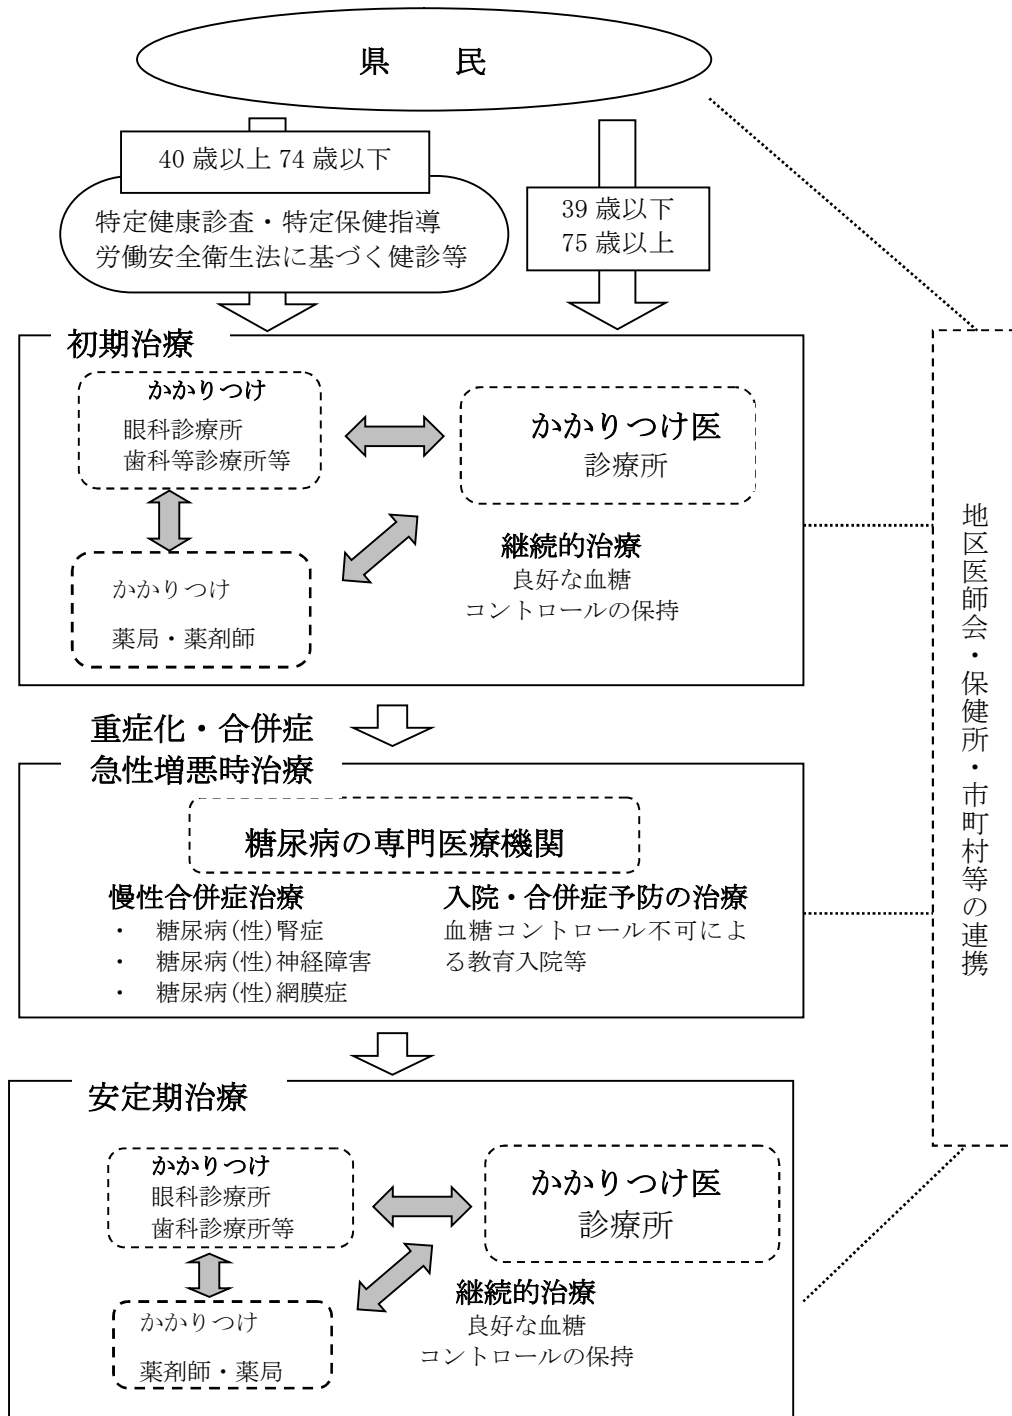 県　　民
40 歳以上 74 歳以下
特定健康診査・特定保健指導
労働安全衛生法に基づく健診等
39 歳以下
75 歳以上
初期治療
かかりつけ
眼科診療所
歯科等診療所等
かかりつけ医
診療所
かかりつけ
薬局・薬剤師
継続的治療
良好な血糖
コントロールの保持
重症化・合併症
急性増悪時治療
糖尿病の専門医療機関
慢性合併症治療
・　糖尿病(性)腎症
・　糖尿病(性)神経障害
・　糖尿病(性)網膜症
入院・合併症予防の治療
血糖コントロール不可によ
る教育入院等
安定期治療
かかりつけ
眼科診療所
歯科診療所等
かかりつけ医
診療所
かかりつけ
薬剤師・薬局
継続的治療
良好な血糖
コントロールの保持
地区医師会・保健所・市町村等の連携